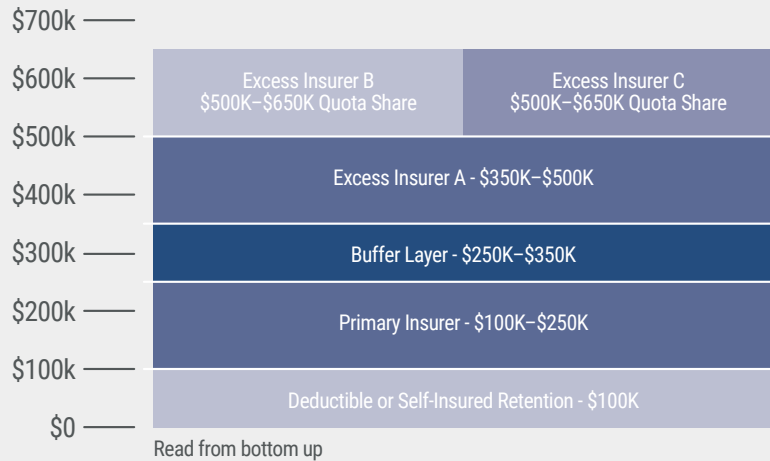 $700k
$600k
$500k
$400k
$300k
$200k
$100k
$0
Excess Insurer B
$500K–$650K Quota Share
Excess Insurer C
$500K–$650K Quota Share
Excess Insurer A - $350K–$500K
Buffer Layer - $250K–$350K
Primary Insurer - $100K–$250K
Deductible or Self-Insured Retention - $100K
Read from bottom up